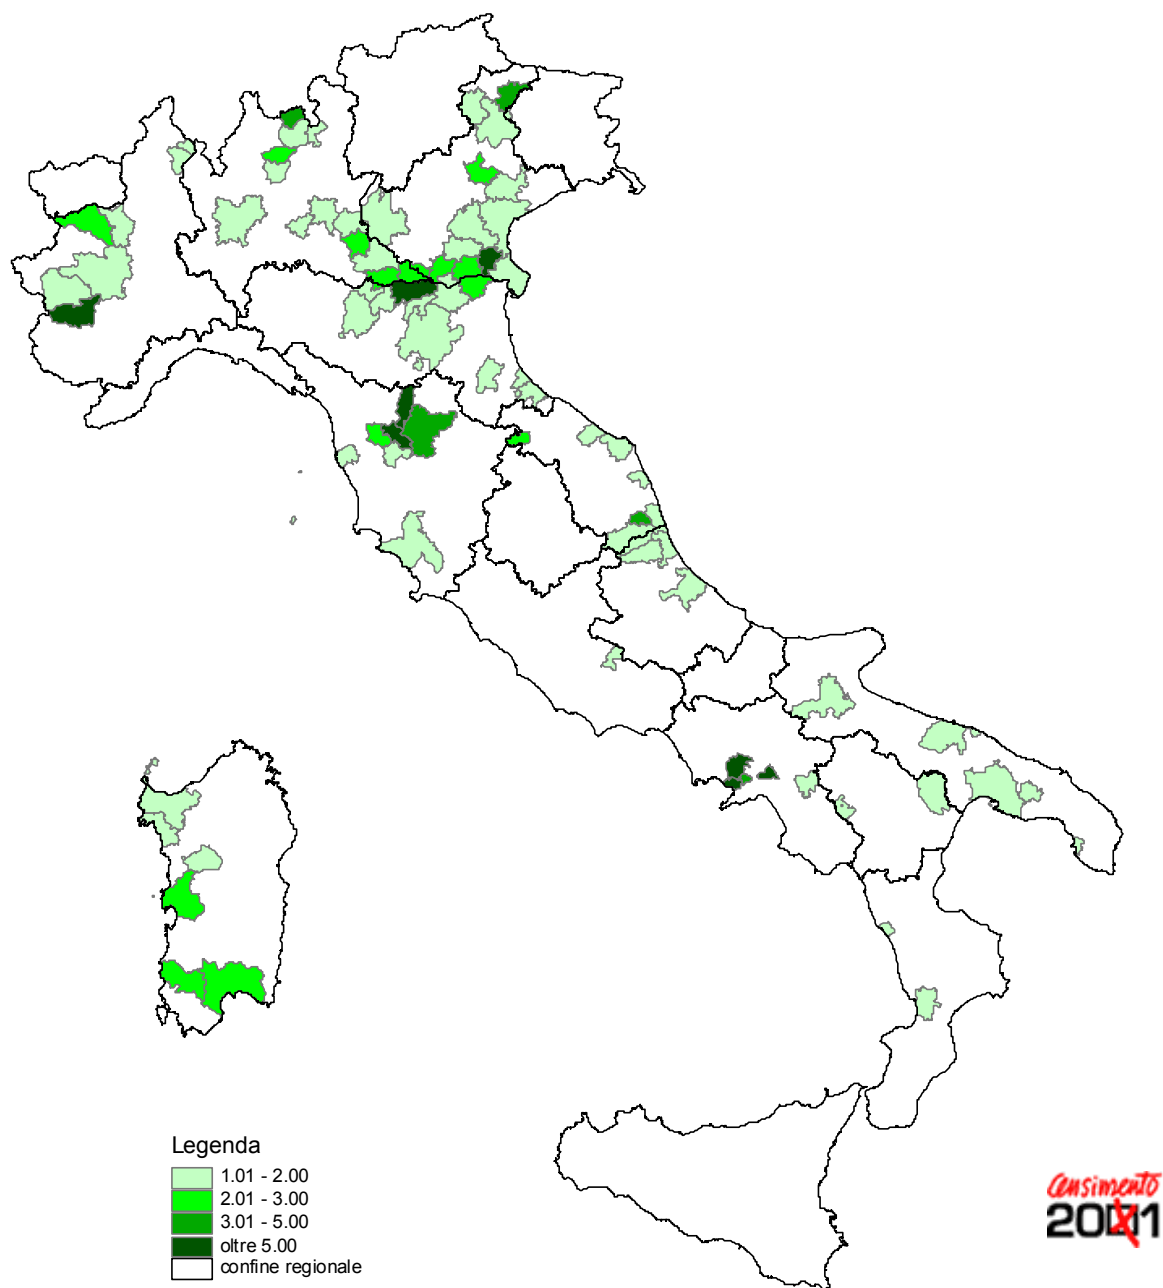 Legenda
1.01 - 2.00
2.01 - 3.00
3.01 - 5.00
oltre 5.00
confine regionale
Censimento
2001